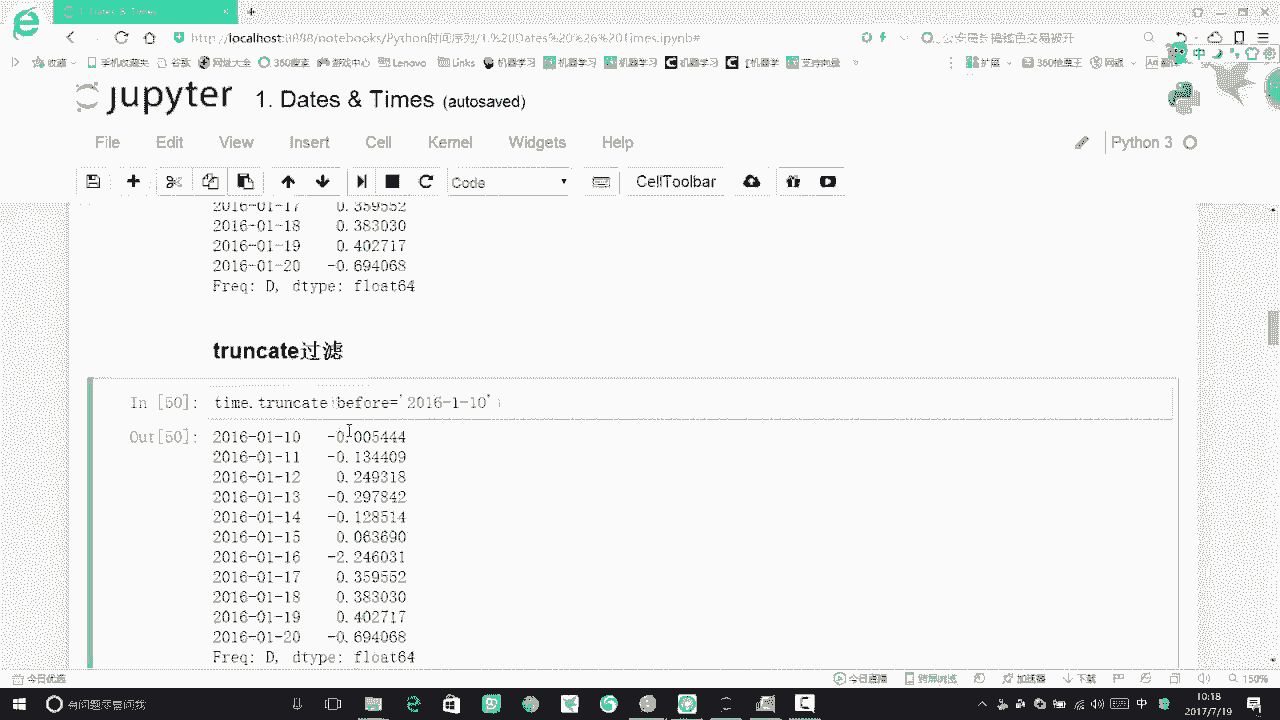 1. Dates & Times
http://localhost:8888/notebooks/Python时间序列/1.%20Dates%20%26%20Times.ipynb#
收藏 手机收藏夹 谷歌 网址大全 360搜索 游戏中心 Lenovo Links 机器学习 机器学习 机器学习 机器学习 机器学习 支持向量 扩展 360抢票王 网银
jupyter 1. Dates & Times (autosaved)
File Edit View Insert Cell Kernel Widgets Help Python 3
Code CellToolbar
2016-01-17 0.359552
2016-01-18 0.383030
2016-01-19 0.402717
2016-01-20 -0.694068
Freq: D, dtype: float64
truncate过滤
In [50]: time.truncate(before='2016-1-10')
Out[50]: 2016-01-10 -0.005444
2016-01-11 -0.134409
2016-01-12 0.249318
2016-01-13 -0.297842
2016-01-14 -0.128514
2016-01-15 0.063690
2016-01-16 -2.246031
2016-01-17 0.359552
2016-01-18 0.383030
2016-01-19 0.402717
2016-01-20 -0.694068
Freq: D, dtype: float64
今日优选 今日直播 跨屏浏览 加速器 下载 150%
有问题尽管问我 中 10:18
2017/7/19